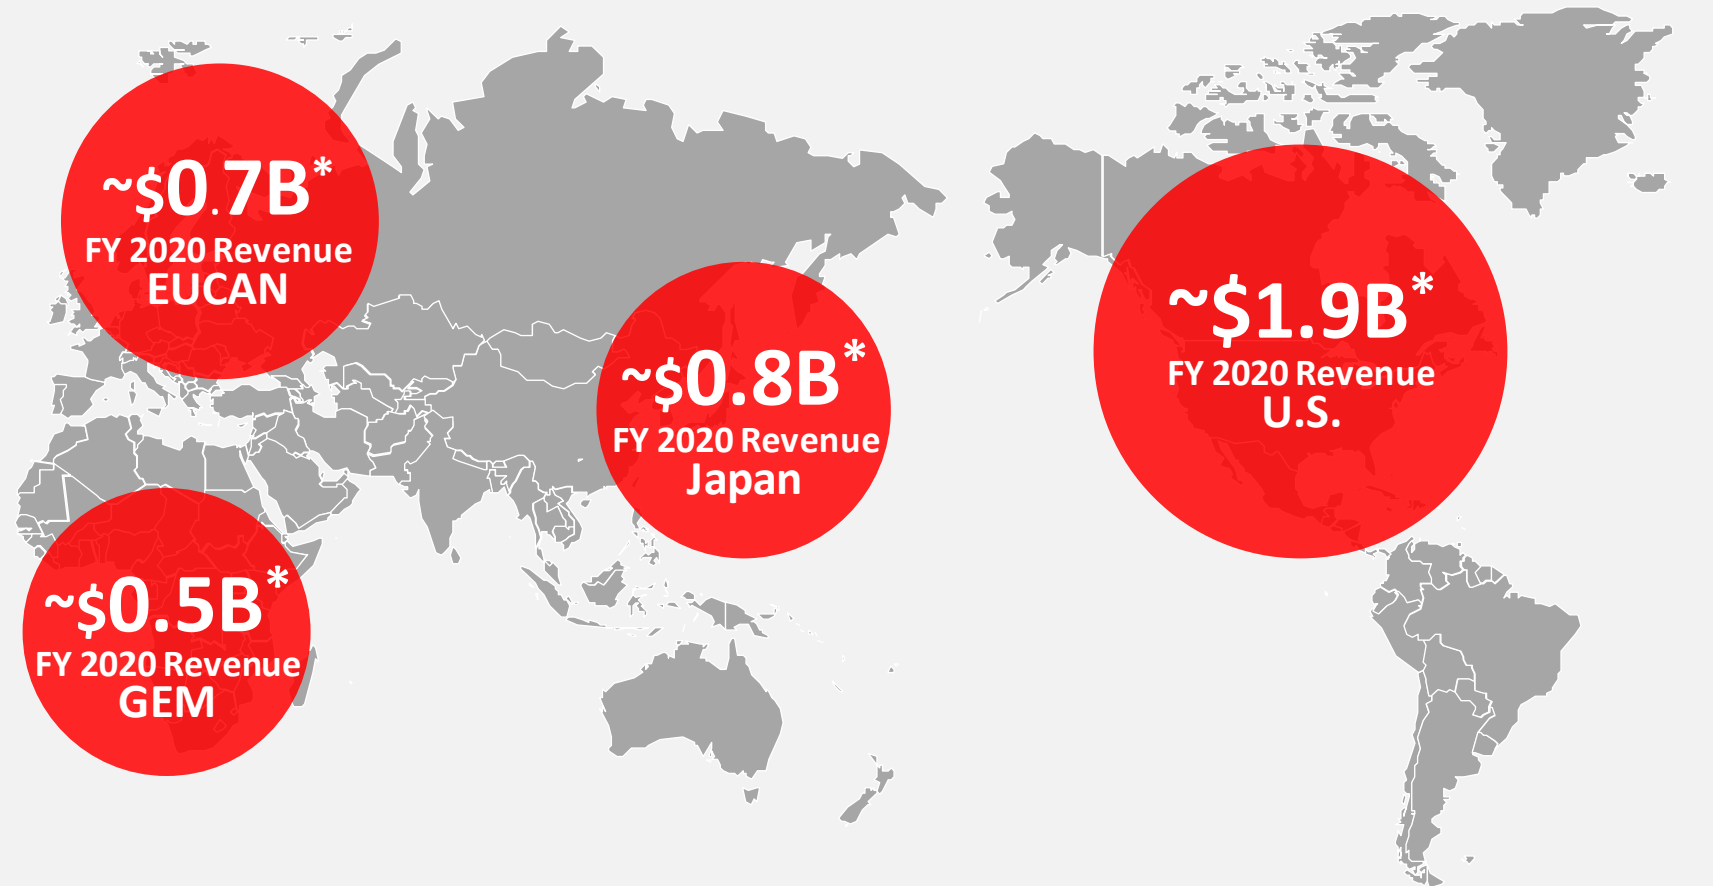 ~$0.7B*
FY 2020 Revenue
EUCAN
~$0.8B*
FY 2020 Revenue
Japan
~$1.9B*
FY 2020 Revenue
U.S.
~$0.5B*
FY 2020 Revenue
GEM